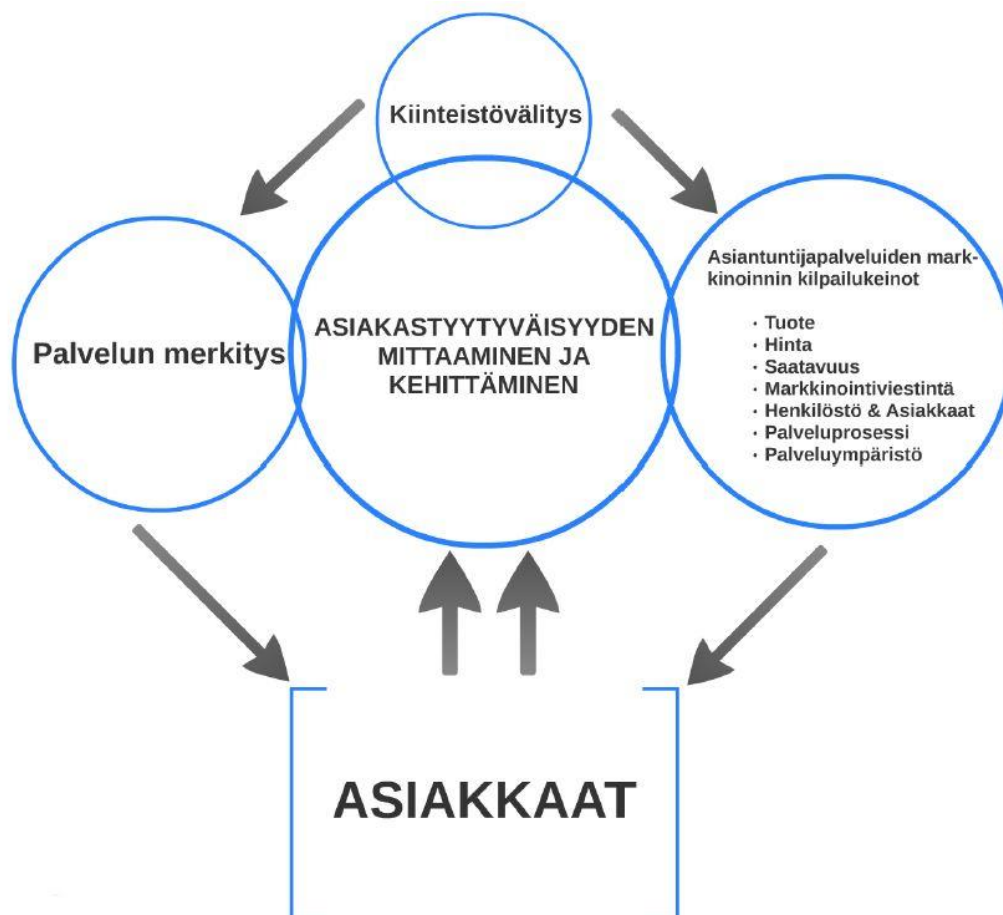 Kiinteistövälitys
Palvelun merkitys
ASIAKASTYYTYVÄISYYDEN
MITTAAMINEN JA
KEHITTÄMINEN
Asiantuntijapalveluiden mark-
kinoinnin kilpailukeinot
· Tuote
· Hinta
· Saatavuus
· Markkinointiviestintä
· Henkilöstö & Asiakkaat
· Palveluprosessi
· Palveluympäristö
ASIAKKAAT